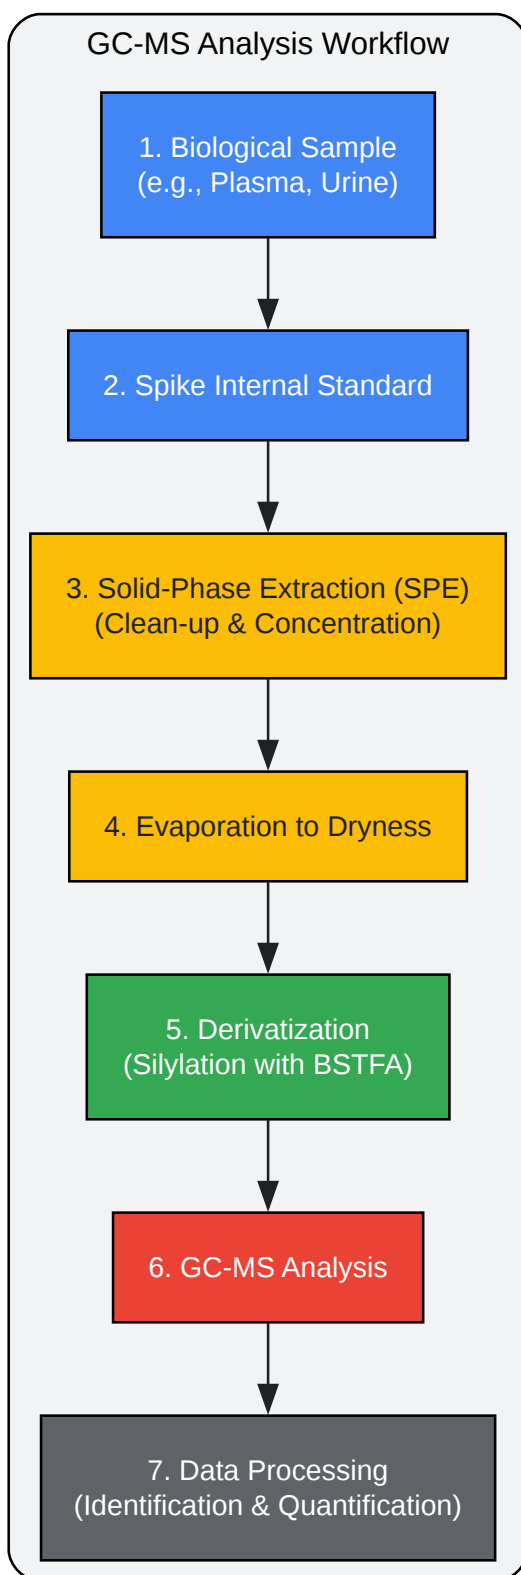 GC-MS Analysis Workflow
1. Biological Sample
(e.g., Plasma, Urine)
2. Spike Internal Standard
3. Solid-Phase Extraction (SPE)
(Clean-up & Concentration)
4. Evaporation to Dryness
5. Derivatization
(Silylation with BSTFA)
6. GC-MS Analysis
7. Data Processing
(Identification & Quantification)